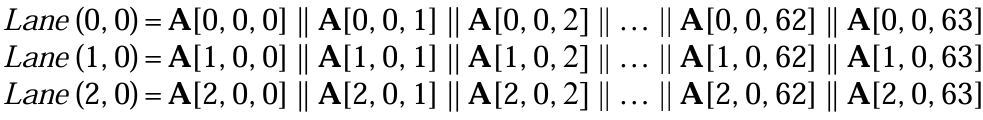 Lane (0, 0) = A[0, 0, 0] || A[0, 0, 1] || A[0, 0, 2] || … || A[0, 0, 62] || A[0, 0, 63]
Lane (1, 0) = A[1, 0, 0] || A[1, 0, 1] || A[1, 0, 2] || … || A[1, 0, 62] || A[1, 0, 63]
Lane (2, 0) = A[2, 0, 0] || A[2, 0, 1] || A[2, 0, 2] || … || A[2, 0, 62] || A[2, 0, 63]